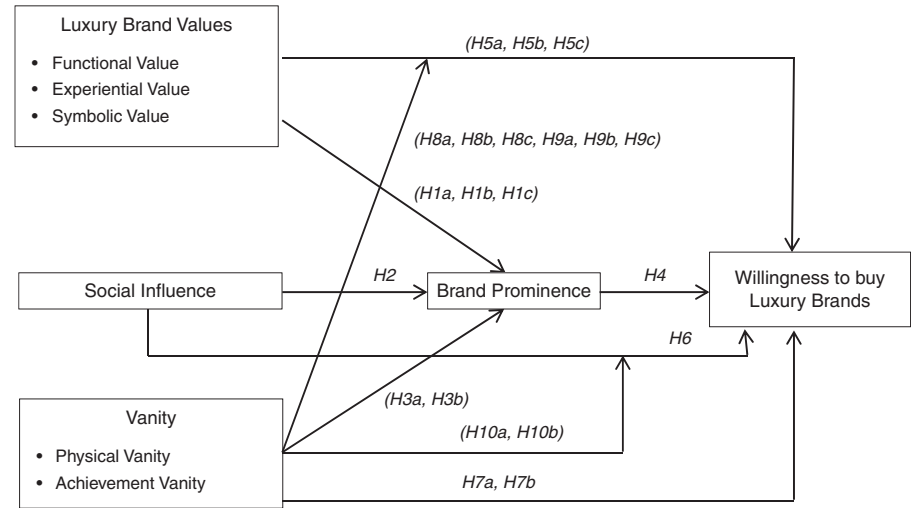 Luxury Brand Values
• Functional Value
• Experiential Value
• Symbolic Value
(H5a, H5b, H5c)
(H8a, H8b, H8c, H9a, H9b, H9c)
(H1a, H1b, H1c)
Social Influence
H2
Brand Prominence
H4
Willingness to buy
Luxury Brands
H6
(H3a, H3b)
Vanity
• Physical Vanity
• Achievement Vanity
(H10a, H10b)
H7a, H7b